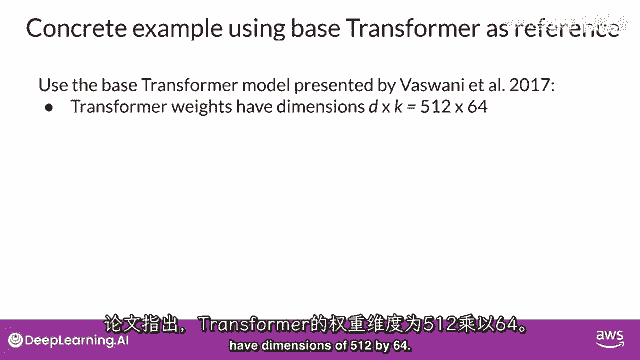 Concrete example using base Transformer as reference
Use the base Transformer model presented by Vaswani et al. 2017:
• Transformer weights have dimensions d x k = 512 x 64
论文指出，Transformer的权重维度为512乘以64。
have dimensions of 512 by 64.
DeepLearning.AI
aws